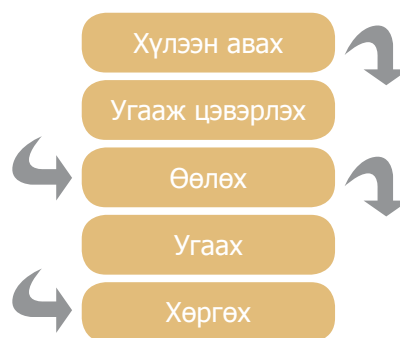 Хүлээн авах
Угааж цэвэрлэх
Өөлөх
Угаах
Хөргөх